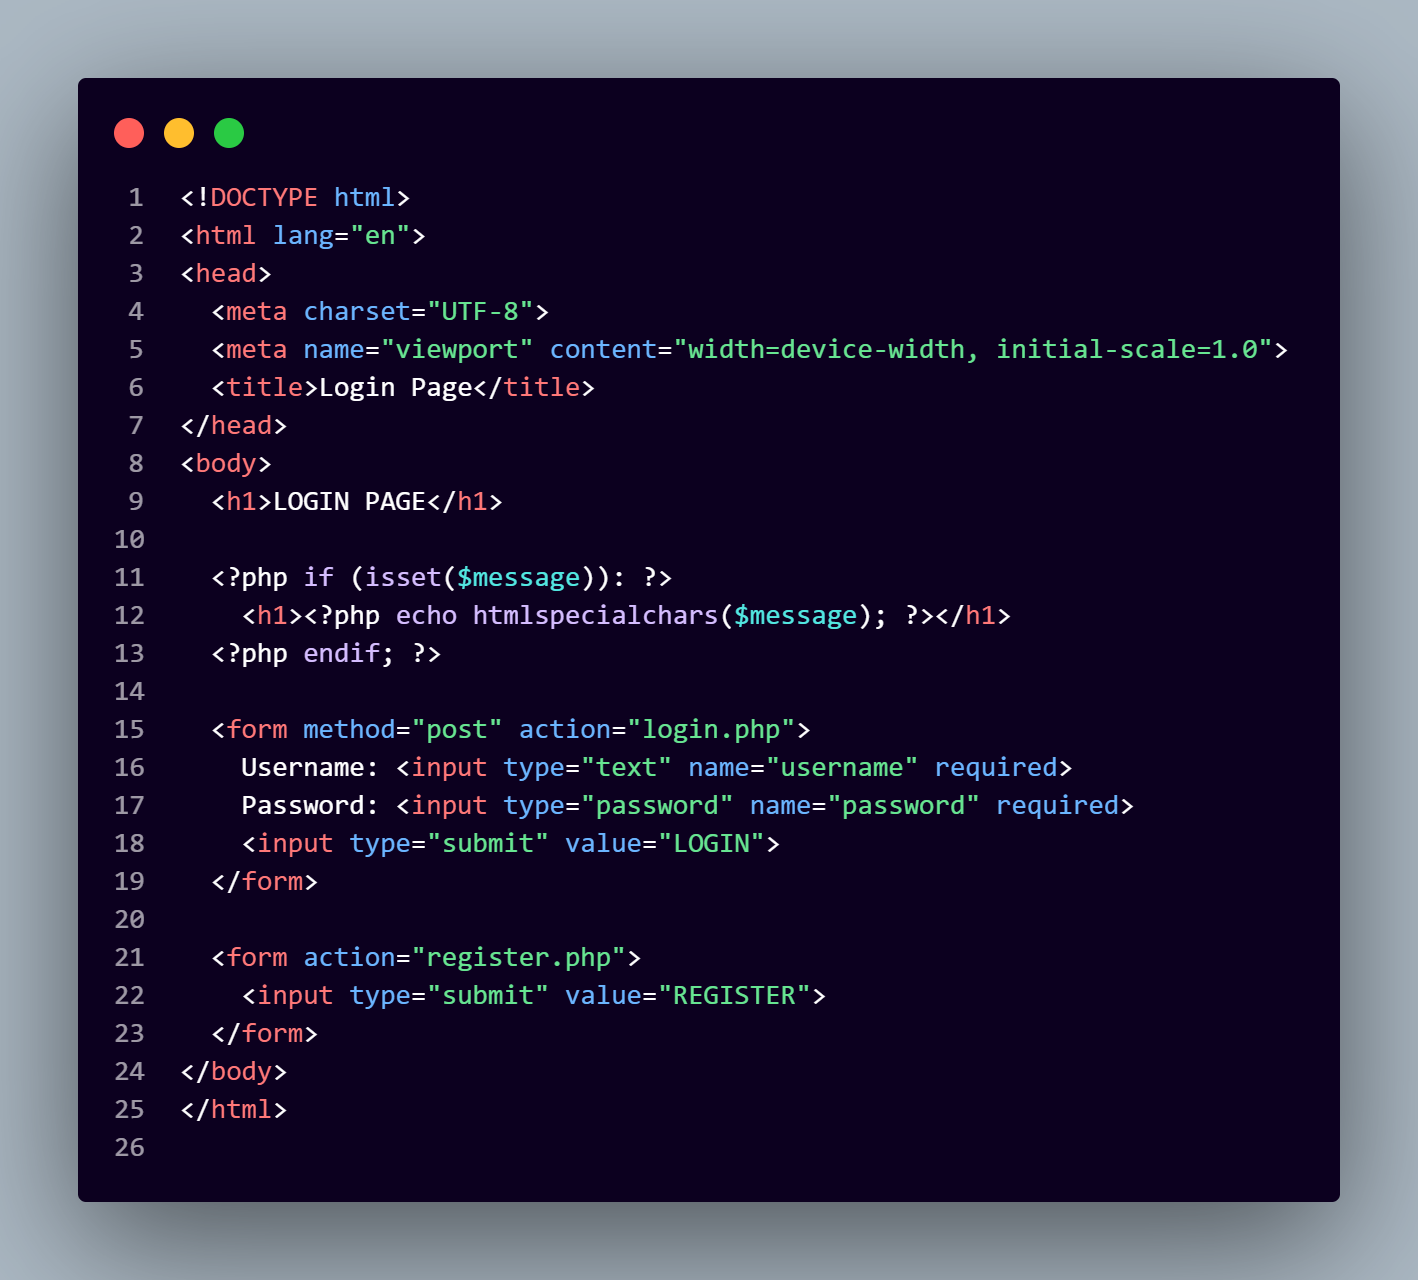 1 <!DOCTYPE html>
2 <html lang="en">
3 <head>
4   <meta charset="UTF-8">
5   <meta name="viewport" content="width=device-width, initial-scale=1.0">
6   <title>Login Page</title>
7 </head>
8 <body>
9   <h1>LOGIN PAGE</h1>
10
11   <?php if (isset($message)): ?>
12     <h1><?php echo htmlspecialchars($message); ?></h1>
13   <?php endif; ?>
14
15   <form method="post" action="login.php">
16     Username: <input type="text" name="username" required>
17     Password: <input type="password" name="password" required>
18     <input type="submit" value="LOGIN">
19   </form>
20
21   <form action="register.php">
22     <input type="submit" value="REGISTER">
23   </form>
24 </body>
25 </html>
26